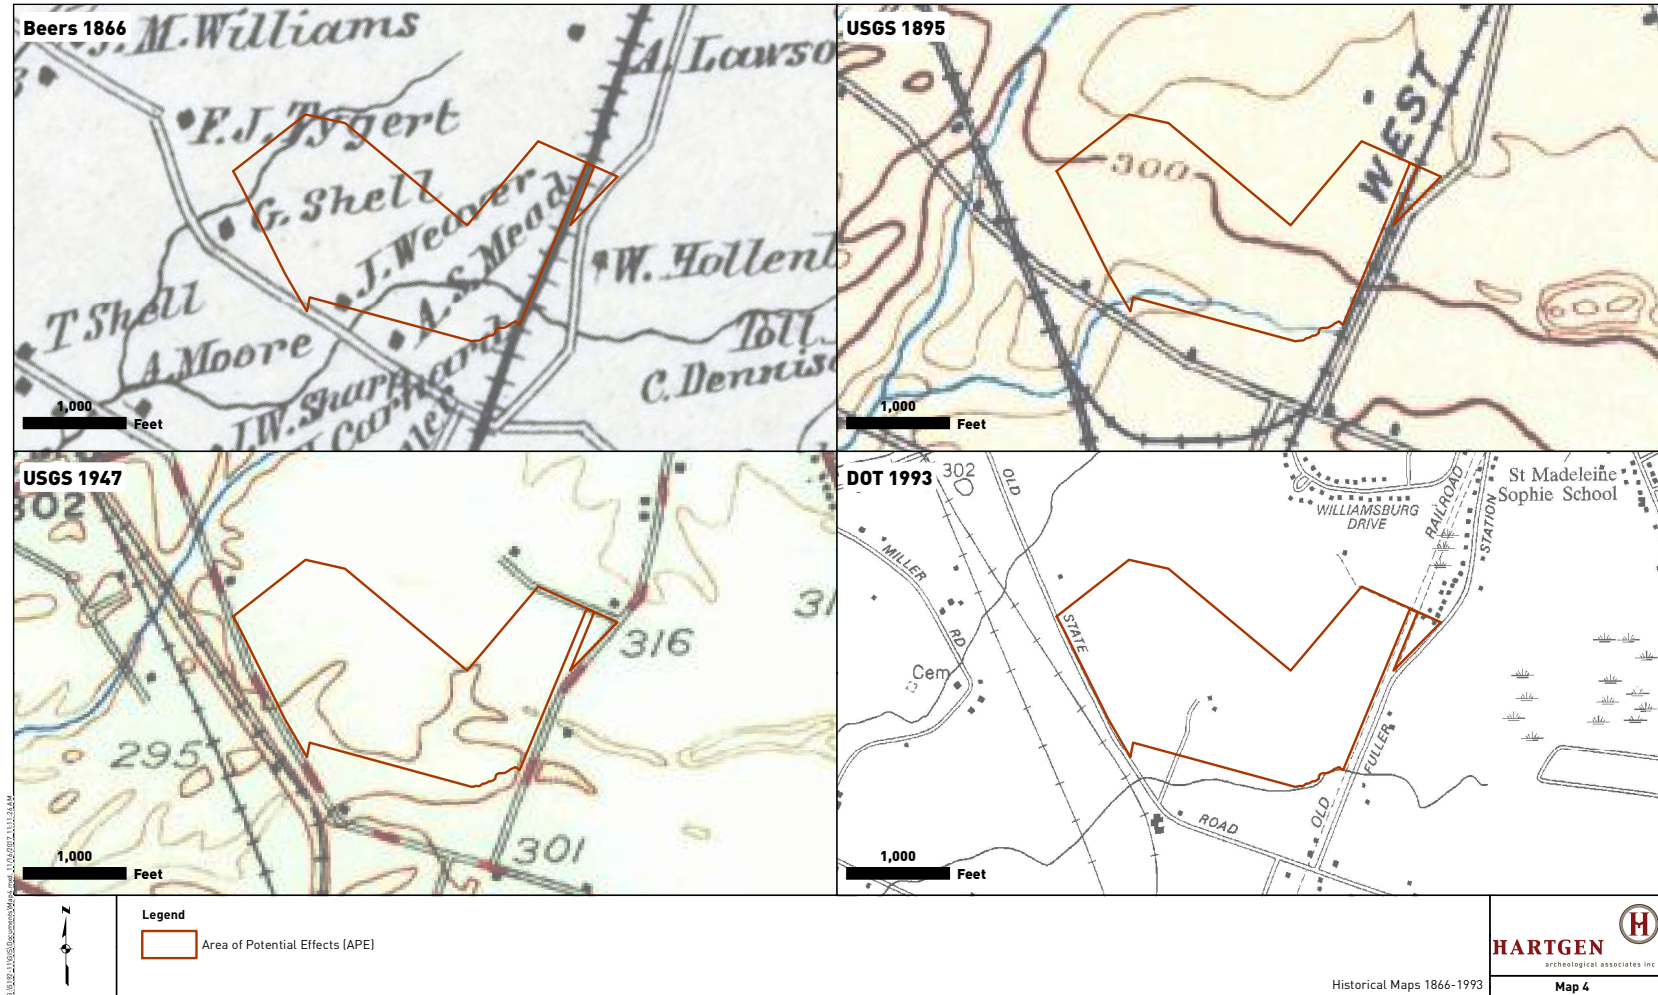 Beers 1866
J. M. Williams
A. Lawso
F. J. Tygert
G. Shell
J. Weaver
A. S. Mead
W. Hollenb
T Shell
A. Moore
Toll
C. Dennis
1,000
Feet
USGS 1895
WEST
300
1,000
Feet
USGS 1947
302
316
31
295
301
1,000
Feet
DOT 1993
302
OLD
STATE
ROAD
MILLER
RD
Cem
WILLIAMSBURG
DRIVE
RAILROAD
STATION
St Madeleine
Sophie School
OLD
FULLER
1,000
Feet
N
Legend
Area of Potential Effects (APE)
Historical Maps 1866-1993
H
HARTGEN
archeological associates inc
Map 4